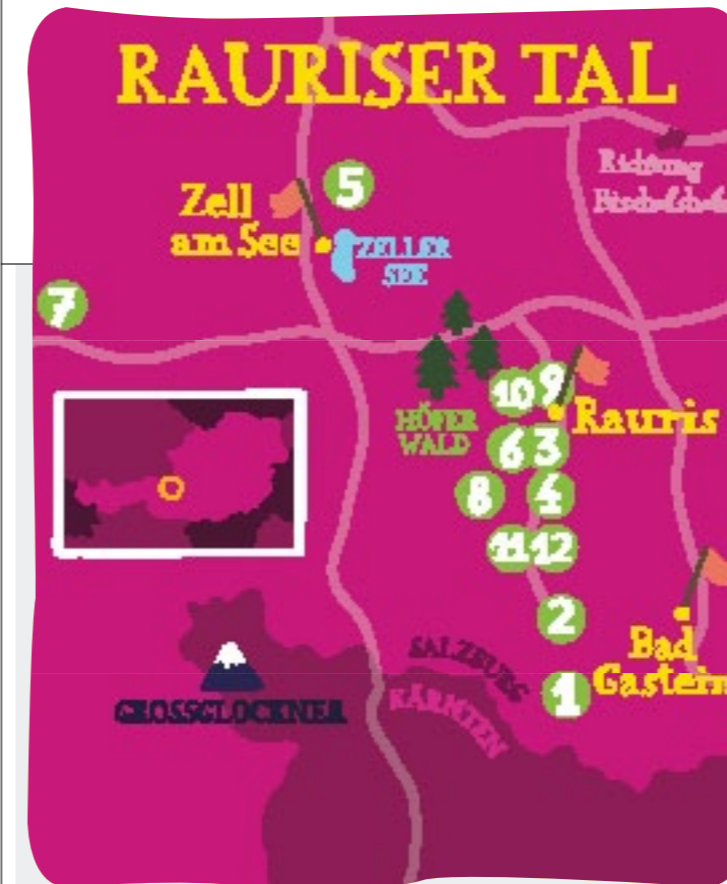 RAURISER TAL
Richtung
5
Zell
am See
ZELLER
SEE
7
10 9
Rauris
HÖFER
WALD
6 3
8 4
11 12
2
Bad
Gastein
1
SALZBURG
KÄRNTEN
GROSSGLOCKNER